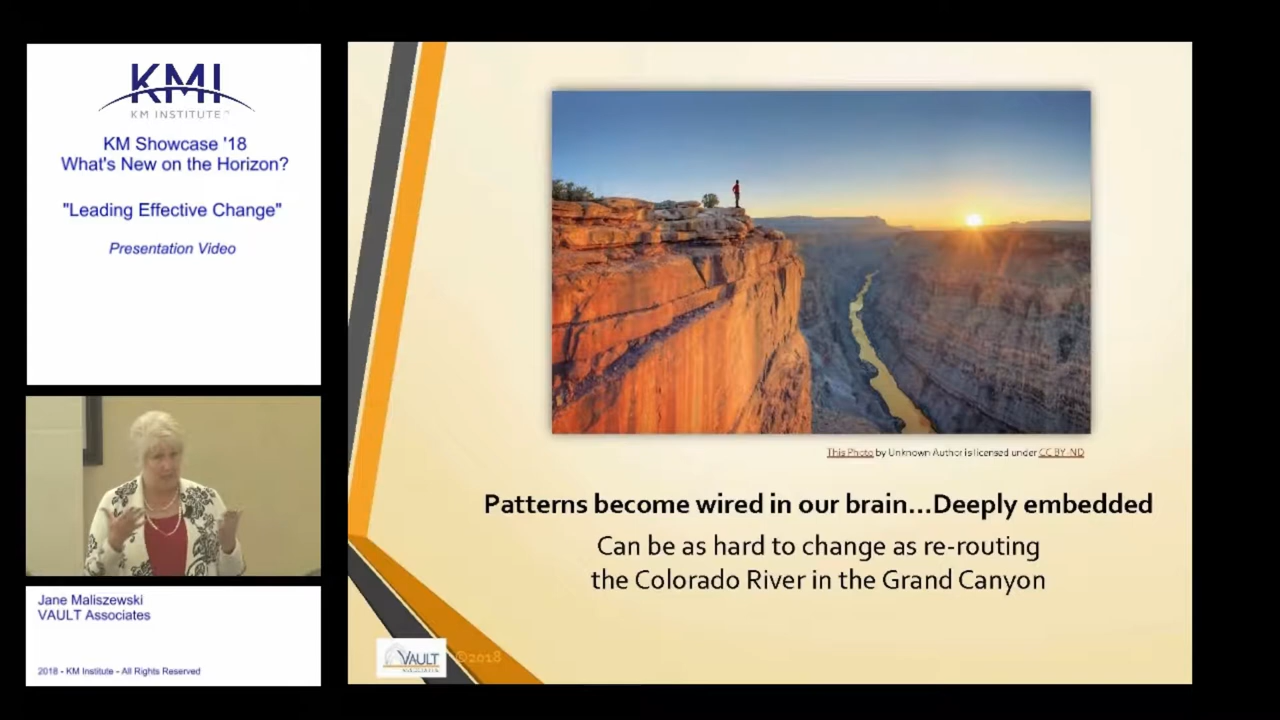 KMI
KM INSTITUTE
KM Showcase '18
What's New on the Horizon?
"Leading Effective Change"
Presentation Video
Jane Maliszewski
VAULT Associates
2018 - KM Institute - All Rights Reserved
This Photo by Unknown Author is licensed under CC BY-ND
Patterns become wired in our brain...Deeply embedded
Can be as hard to change as re-routing
the Colorado River in the Grand Canyon
VAULT
©2018